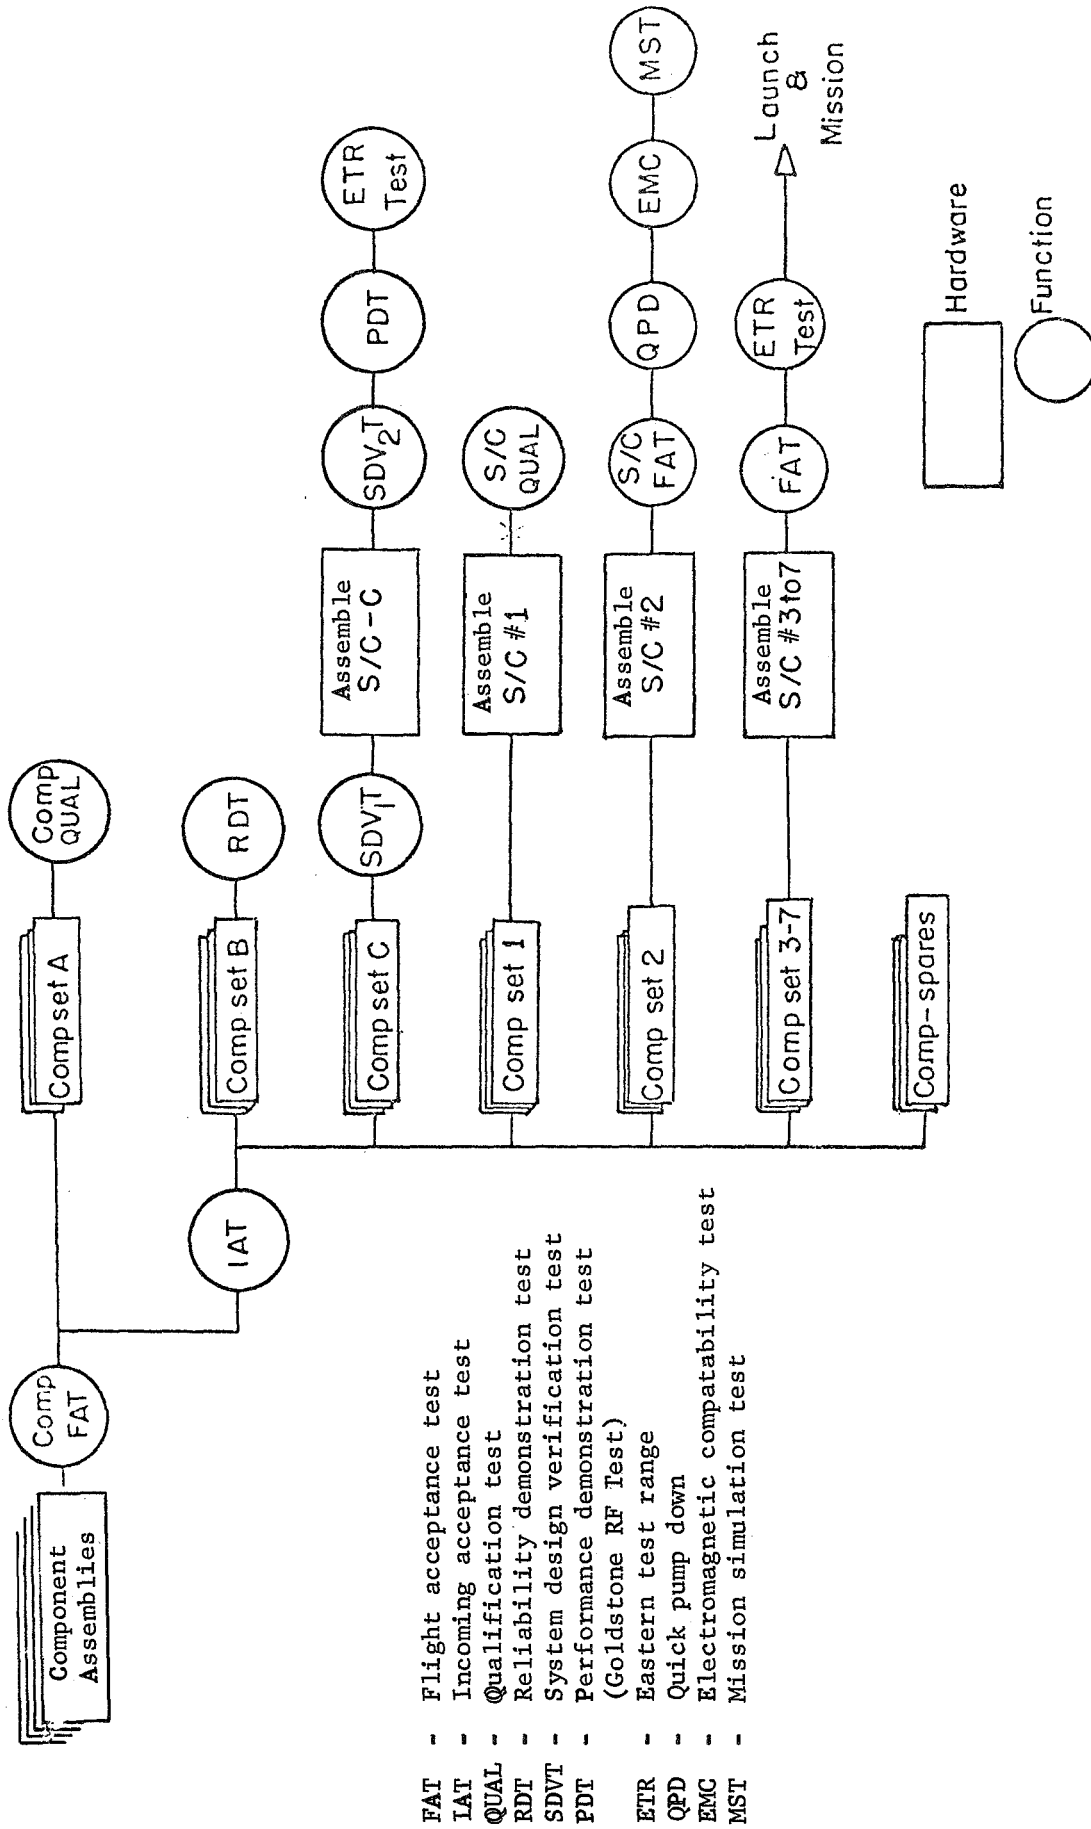 Component
Assemblies
Comp
FAT
Comp set A
Comp
QUAL
IAT
Comp set B
RDT
Comp set C
SDV₁T
Assemble
S/C - C
SDV₂T
PDT
ETR
Test
Comp set 1
Assemble
S/C #1
S/C
QUAL
Comp set 2
Assemble
S/C #2
S/C
FAT
QPD
EMC
MST
Comp set 3-7
Assemble
S/C #3to7
FAT
ETR
Test
Launch
&
Mission
Comp-spares
Hardware
Function
FAT - Flight acceptance test
IAT - Incoming acceptance test
QUAL - Qualification test
RDT - Reliability demonstration test
SDVT - System design verification test
PDT - Performance demonstration test
(Goldstone RF Test)
ETR - Eastern test range
QPD - Quick pump down
EMC - Electromagnetic compatability test
MST - Mission simulation test